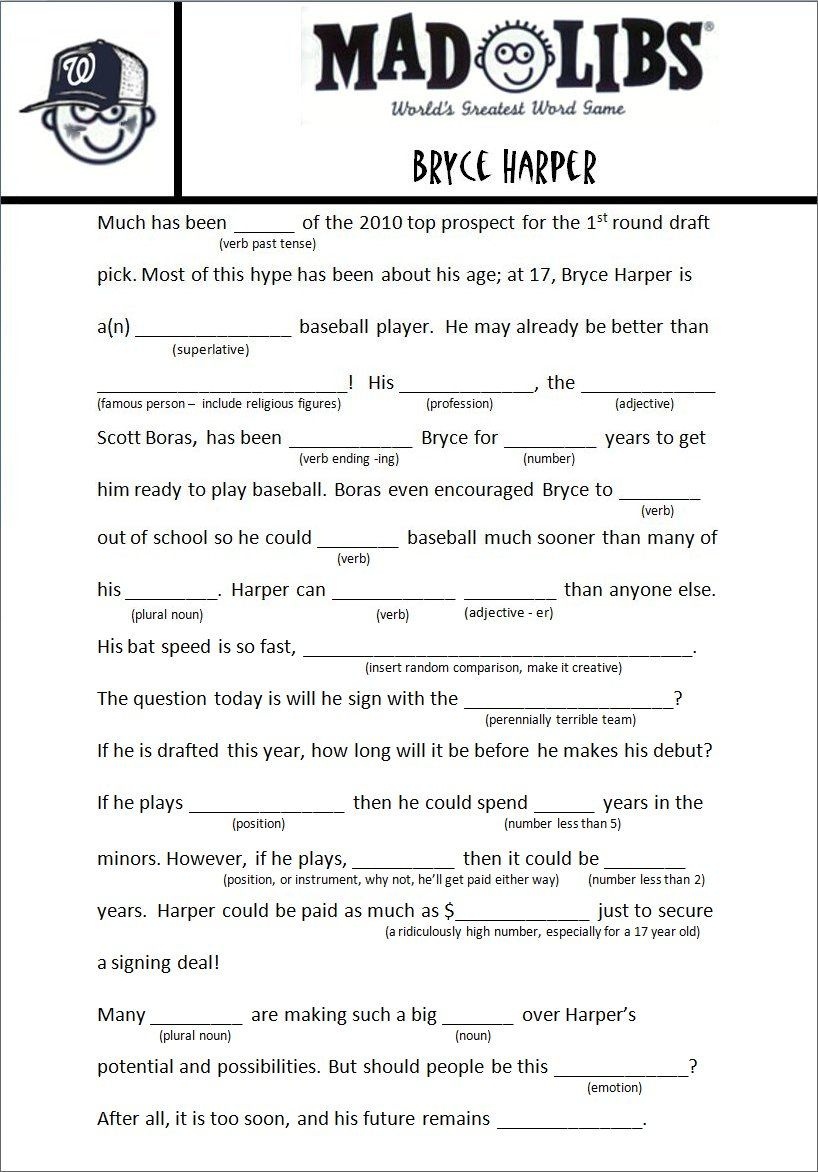 W
MAD LIBS®
World's Greatest Word Game
BRYCE HARPER
Much has been ______ of the 2010 top prospect for the 1st round draft
(verb past tense)
pick. Most of this hype has been about his age; at 17, Bryce Harper is
a(n) _______________ baseball player. He may already be better than
(superlative)
________________________! His _____________, the _____________
(famous person – include religious figures) (profession) (adjective)
Scott Boras, has been ____________ Bryce for _________ years to get
(verb ending -ing) (number)
him ready to play baseball. Boras even encouraged Bryce to ________
(verb)
out of school so he could ________ baseball much sooner than many of
(verb)
his _________. Harper can ____________ _________ than anyone else.
(plural noun) (verb) (adjective - er)
His bat speed is so fast, ______________________________________.
(insert random comparison, make it creative)
The question today is will he sign with the ____________________?
(perennially terrible team)
If he is drafted this year, how long will it be before he makes his debut?
If he plays _______________ then he could spend ______ years in the
(position) (number less than 5)
minors. However, if he plays, __________ then it could be ________
(position, or instrument, why not, he'll get paid either way) (number less than 2)
years. Harper could be paid as much as $_____________ just to secure
(a ridiculously high number, especially for a 17 year old)
a signing deal!
Many _________ are making such a big _______ over Harper's
(plural noun) (noun)
potential and possibilities. But should people be this _____________?
(emotion)
After all, it is too soon, and his future remains ______________.